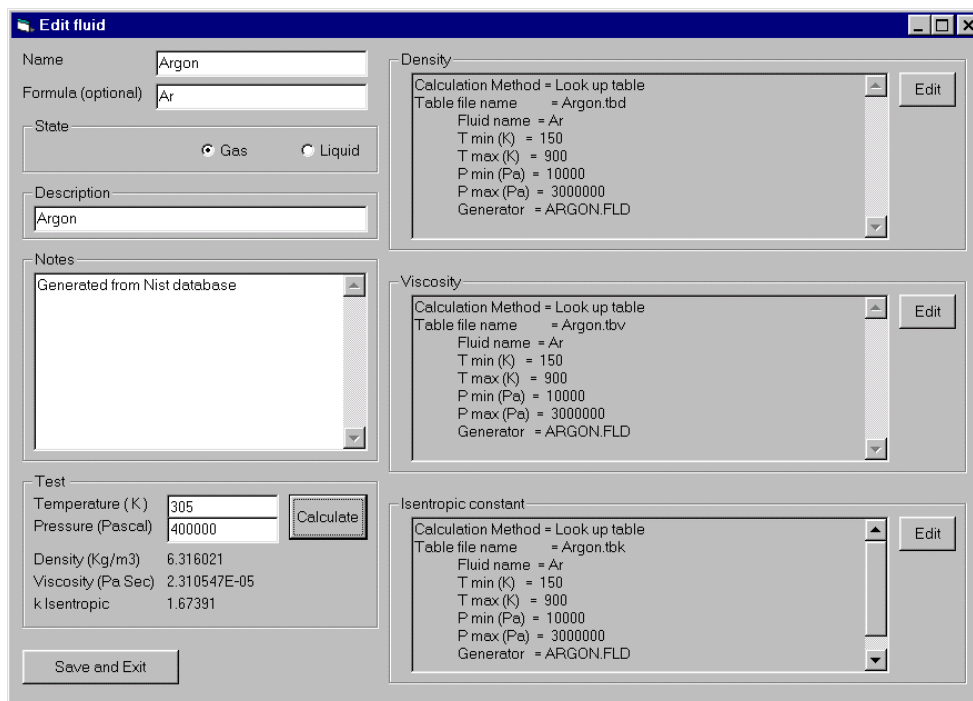 Edit fluid
Name Argon
Formula (optional) Ar
State
Gas Liquid
Description
Argon
Notes
Generated from Nist database
Test
Temperature ( K ) 305
Pressure (Pascal) 400000
Calculate
Density (Kg/m3) 6.316021
Viscosity (Pa Sec) 2.310547E-05
k Isentropic 1.67391
Save and Exit
Density
Calculation Method = Look up table
Table file name = Argon.tbd
Fluid name = Ar
T min (K) = 150
T max (K) = 900
P min (Pa) = 10000
P max (Pa) = 3000000
Generator = ARGON.FLD
Edit
Viscosity
Calculation Method = Look up table
Table file name = Argon.tbv
Fluid name = Ar
T min (K) = 150
T max (K) = 900
P min (Pa) = 10000
P max (Pa) = 3000000
Generator = ARGON.FLD
Edit
Isentropic constant
Calculation Method = Look up table
Table file name = Argon.tbk
Fluid name = Ar
T min (K) = 150
T max (K) = 900
P min (Pa) = 10000
P max (Pa) = 3000000
Generator = ARGON.FLD
Edit